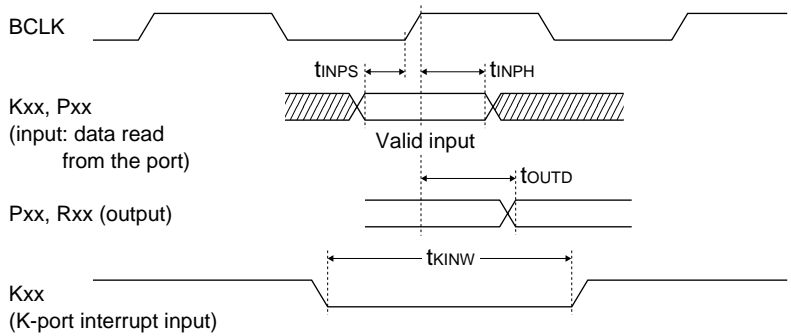 BCLK
tINPS
tINPH
Kxx, Pxx
(input: data read
from the port)
Valid input
tOUTD
Pxx, Rxx (output)
tKINW
Kxx
(K-port interrupt input)